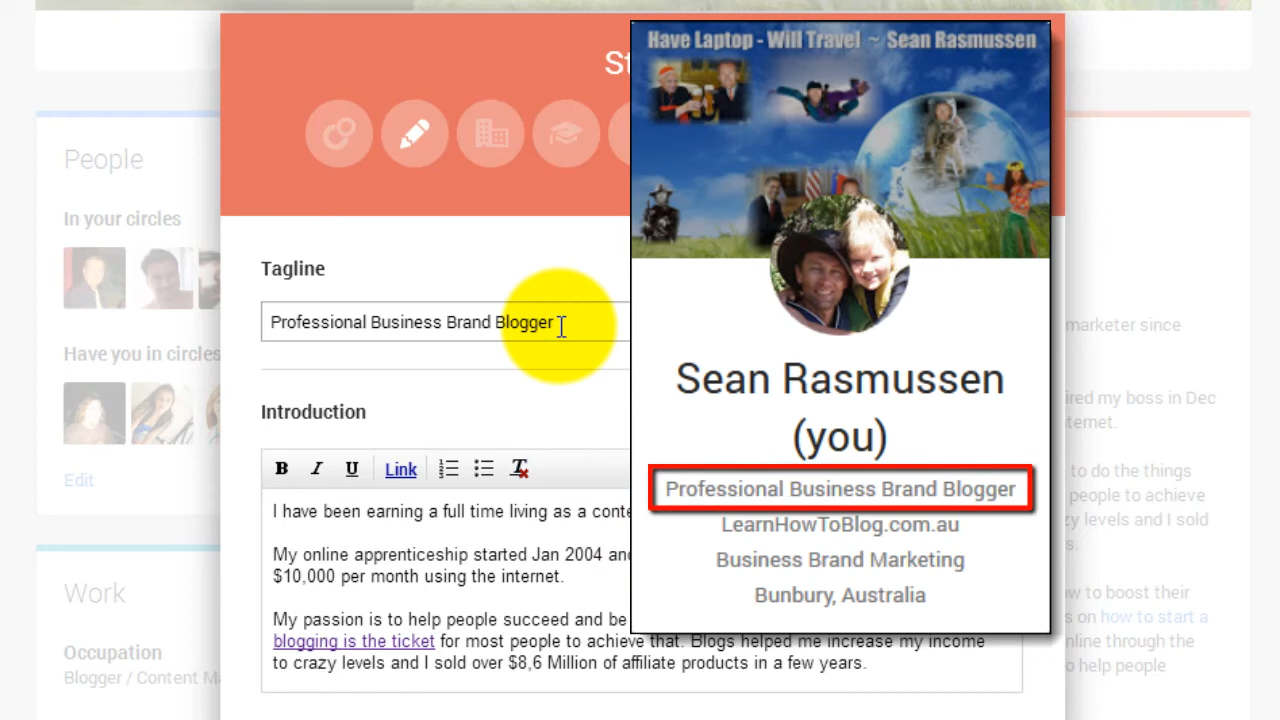 St
People
In your circles
Have you in circles
Edit
Work
Occupation
Blogger / Content Ma
Tagline
Professional Business Brand Blogger
Introduction
B I U Link
I have been earning a full time living as a conte
My online apprenticeship started Jan 2004 and
$10,000 per month using the internet.
My passion is to help people succeed and be
blogging is the ticket for most people to achieve that. Blogs helped me increase my income
to crazy levels and I sold over $8,6 Million of affiliate products in a few years.
Have Laptop - Will Travel ~ Sean Rasmussen
Sean Rasmussen
(you)
Professional Business Brand Blogger
LearnHowToBlog.com.au
Business Brand Marketing
Bunbury, Australia
marketer since
ired my boss in Dec
ternet.
to do the things
people to achieve
zy levels and I sold
s.
ow to boost their
s on how to start a
nline through the
o help people